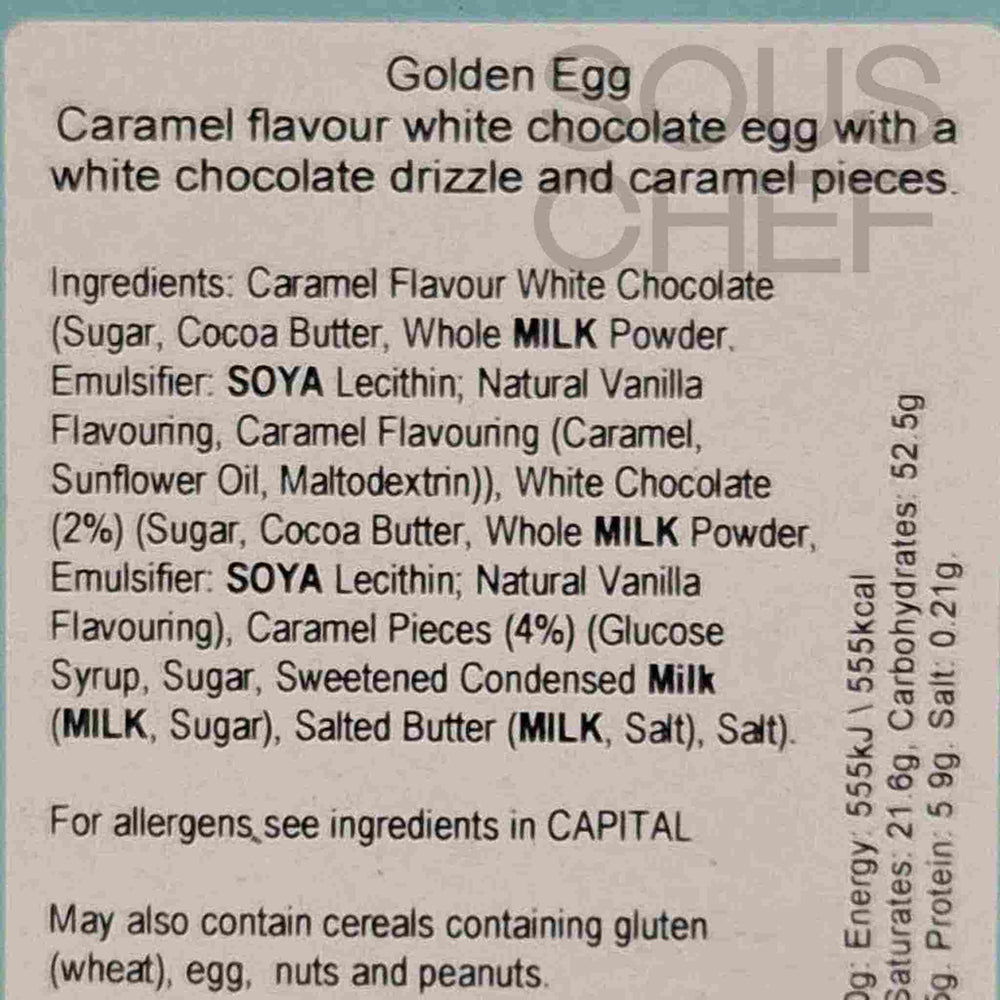 Golden Egg
Caramel flavour white chocolate egg with a
white chocolate drizzle and caramel pieces.
SOUS
CHEF
Ingredients: Caramel Flavour White Chocolate
(Sugar, Cocoa Butter, Whole MILK Powder,
Emulsifier: SOYA Lecithin; Natural Vanilla
Flavouring, Caramel Flavouring (Caramel,
Sunflower Oil, Maltodextrin)), White Chocolate
(2%) (Sugar, Cocoa Butter, Whole MILK Powder,
Emulsifier: SOYA Lecithin; Natural Vanilla
Flavouring), Caramel Pieces (4%) (Glucose
Syrup, Sugar, Sweetened Condensed Milk
(MILK, Sugar), Salted Butter (MILK, Salt), Salt).
For allergens, see ingredients in CAPITAL
May also contain cereals containing gluten
(wheat), egg, nuts and peanuts.
0g: Energy: 555kJ \ 555kcal
Saturates: 21.6g, Carbohydrates: 52.5g
Protein: 5 9g. Salt: 0.21g.